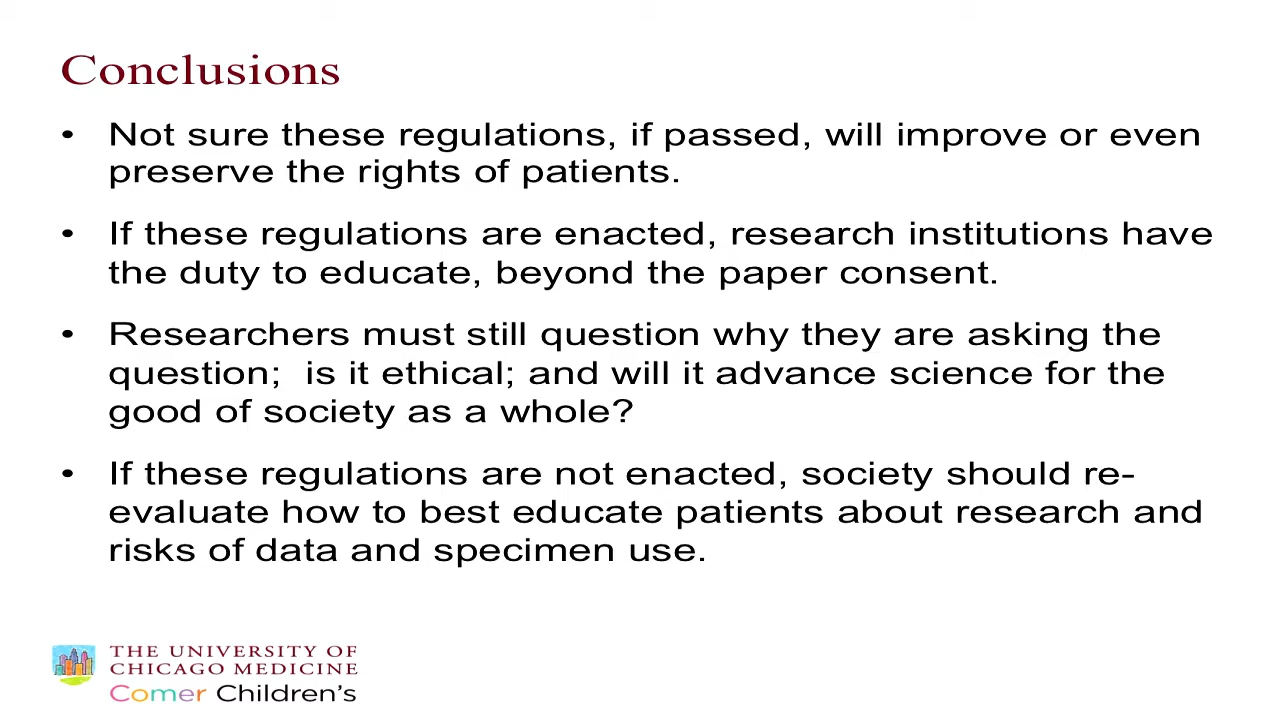 Conclusions
• Not sure these regulations, if passed, will improve or even
preserve the rights of patients.
• If these regulations are enacted, research institutions have
the duty to educate, beyond the paper consent.
• Researchers must still question why they are asking the
question;  is it ethical; and will it advance science for the
good of society as a whole?
• If these regulations are not enacted, society should re-
evaluate how to best educate patients about research and
risks of data and specimen use.
THE UNIVERSITY OF
CHICAGO MEDICINE
Comer Children's